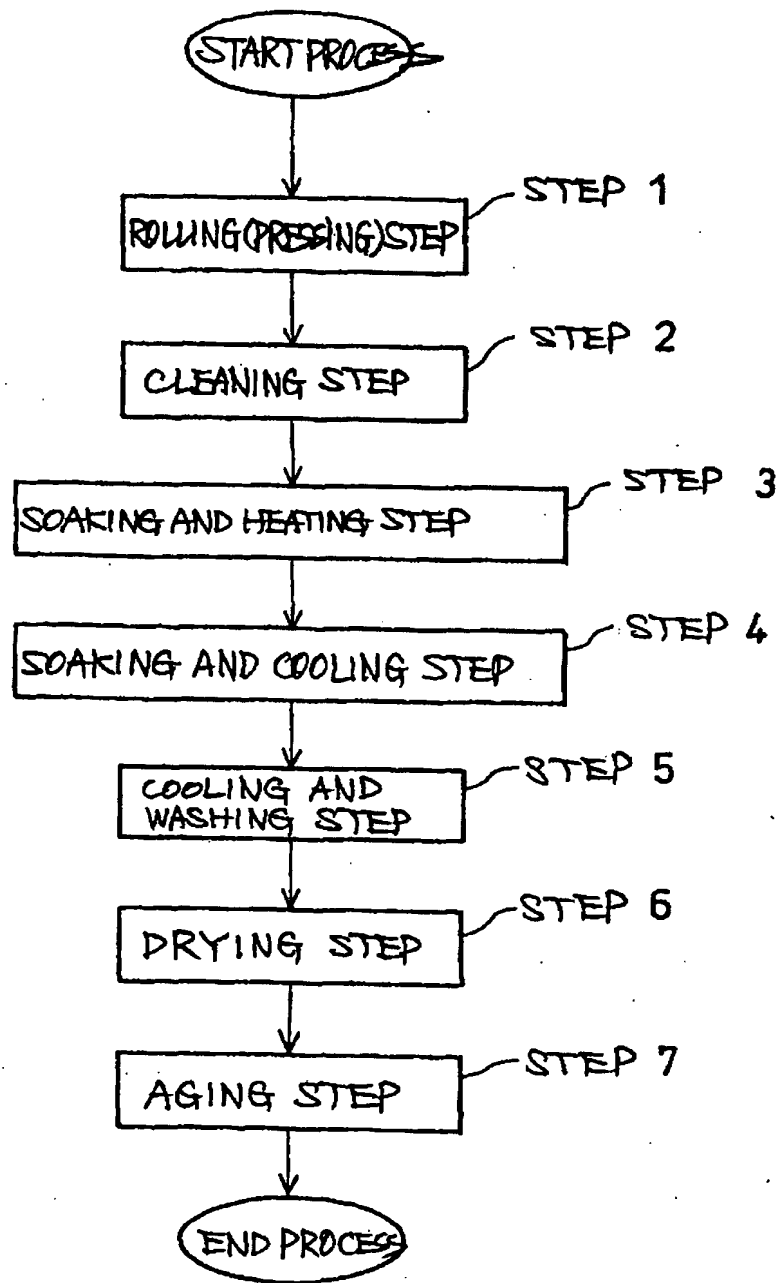 START PROCESS
STEP 1
ROLLING(PRESSING)STEP
STEP 2
CLEANING STEP
STEP 3
SOAKING AND HEATING STEP
STEP 4
SOAKING AND COOLING STEP
STEP 5
COOLING AND
WASHING STEP
STEP 6
DRYING STEP
STEP 7
AGING STEP
END PROCESS